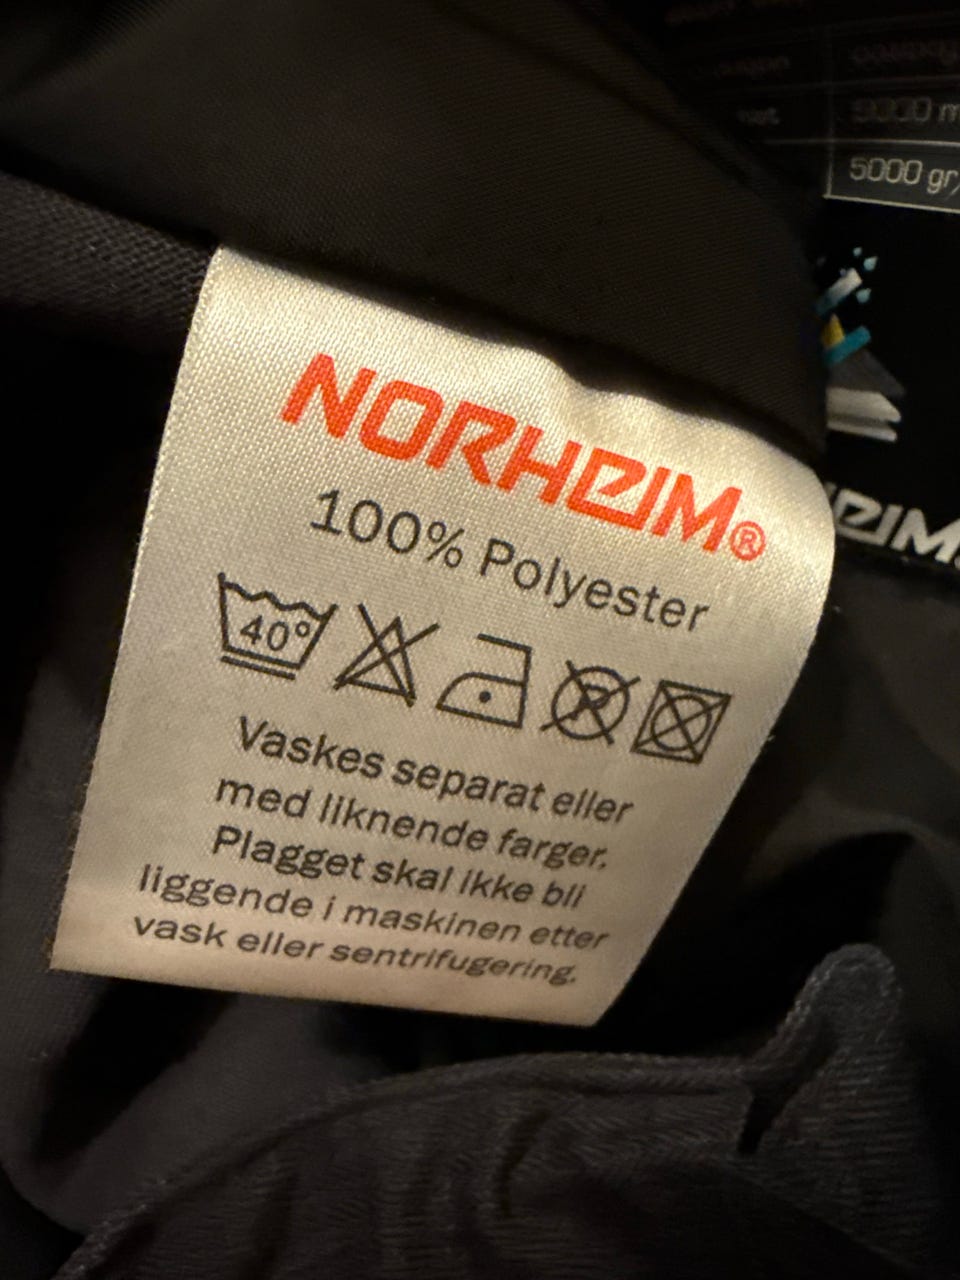 5000 gr/
NORHEIM®
100% Polyester
40°
P
Vaskes separat eller
med liknende farger.
Plagget skal ikke bli
liggende i maskinen etter
vask eller sentrifugering.
EIM